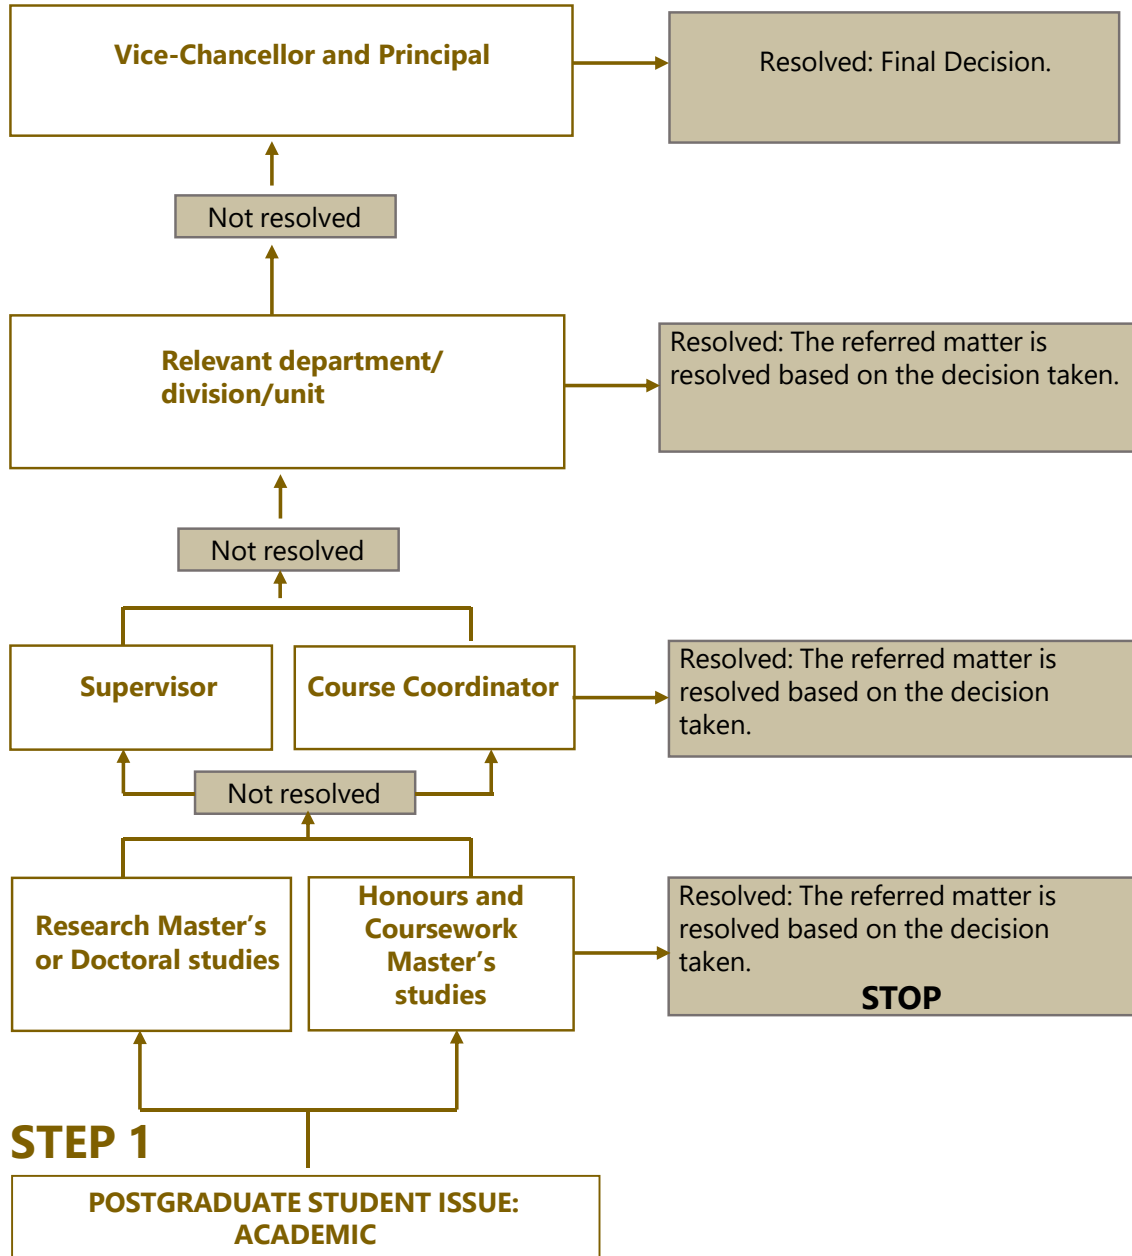 Vice-Chancellor and Principal
Resolved: Final Decision.
Not resolved
Relevant department/
division/unit
Resolved: The referred matter is
resolved based on the decision taken.
Not resolved
Supervisor
Course Coordinator
Resolved: The referred matter is
resolved based on the decision
taken.
Not resolved
Research Master’s
or Doctoral studies
Honours and
Coursework
Master’s
studies
Resolved: The referred matter is
resolved based on the decision
taken.
STOP
STEP 1
POSTGRADUATE STUDENT ISSUE:
ACADEMIC